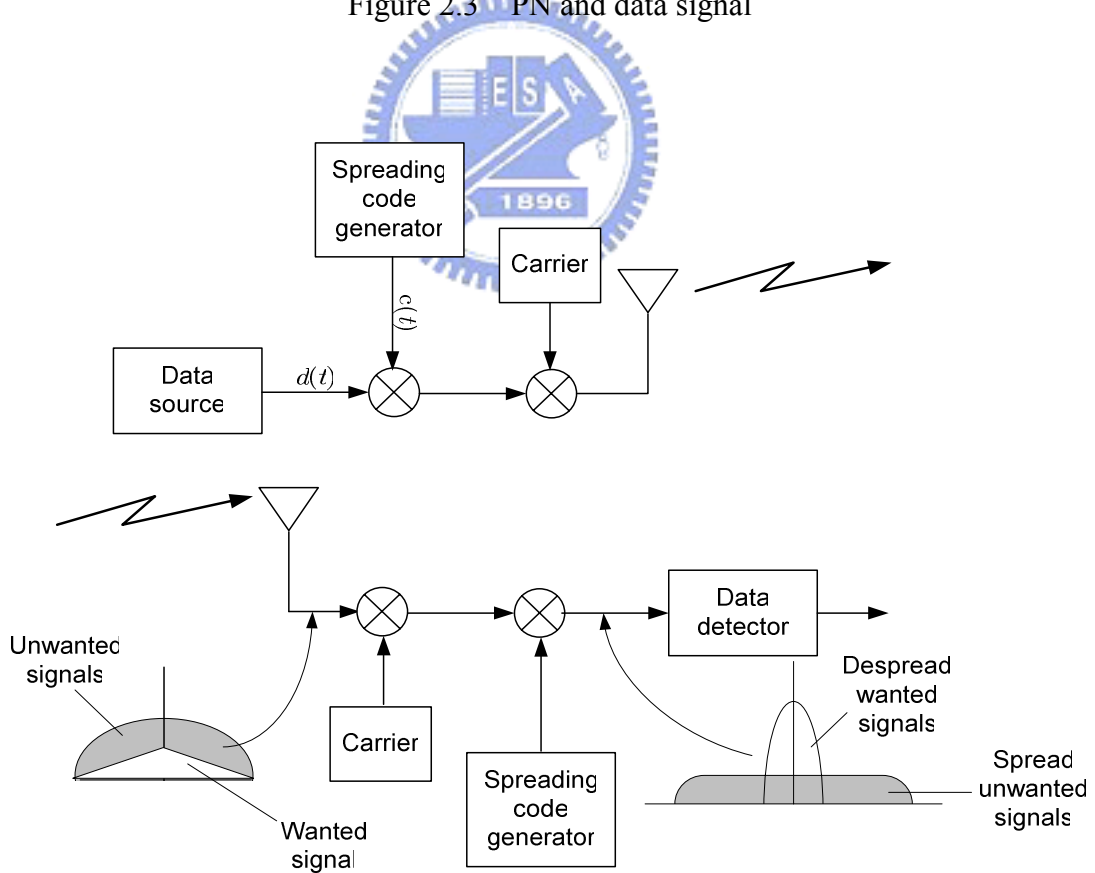 Figure 2.3 PN and data signal
E S A
1896
Spreading
code
generator
Carrier
c(t)
Data
source
d(t)
Data
detector
Unwanted
signals
Despread
wanted
signals
Carrier
Spreading
code
generator
Spread
unwanted
signals
Wanted
signal